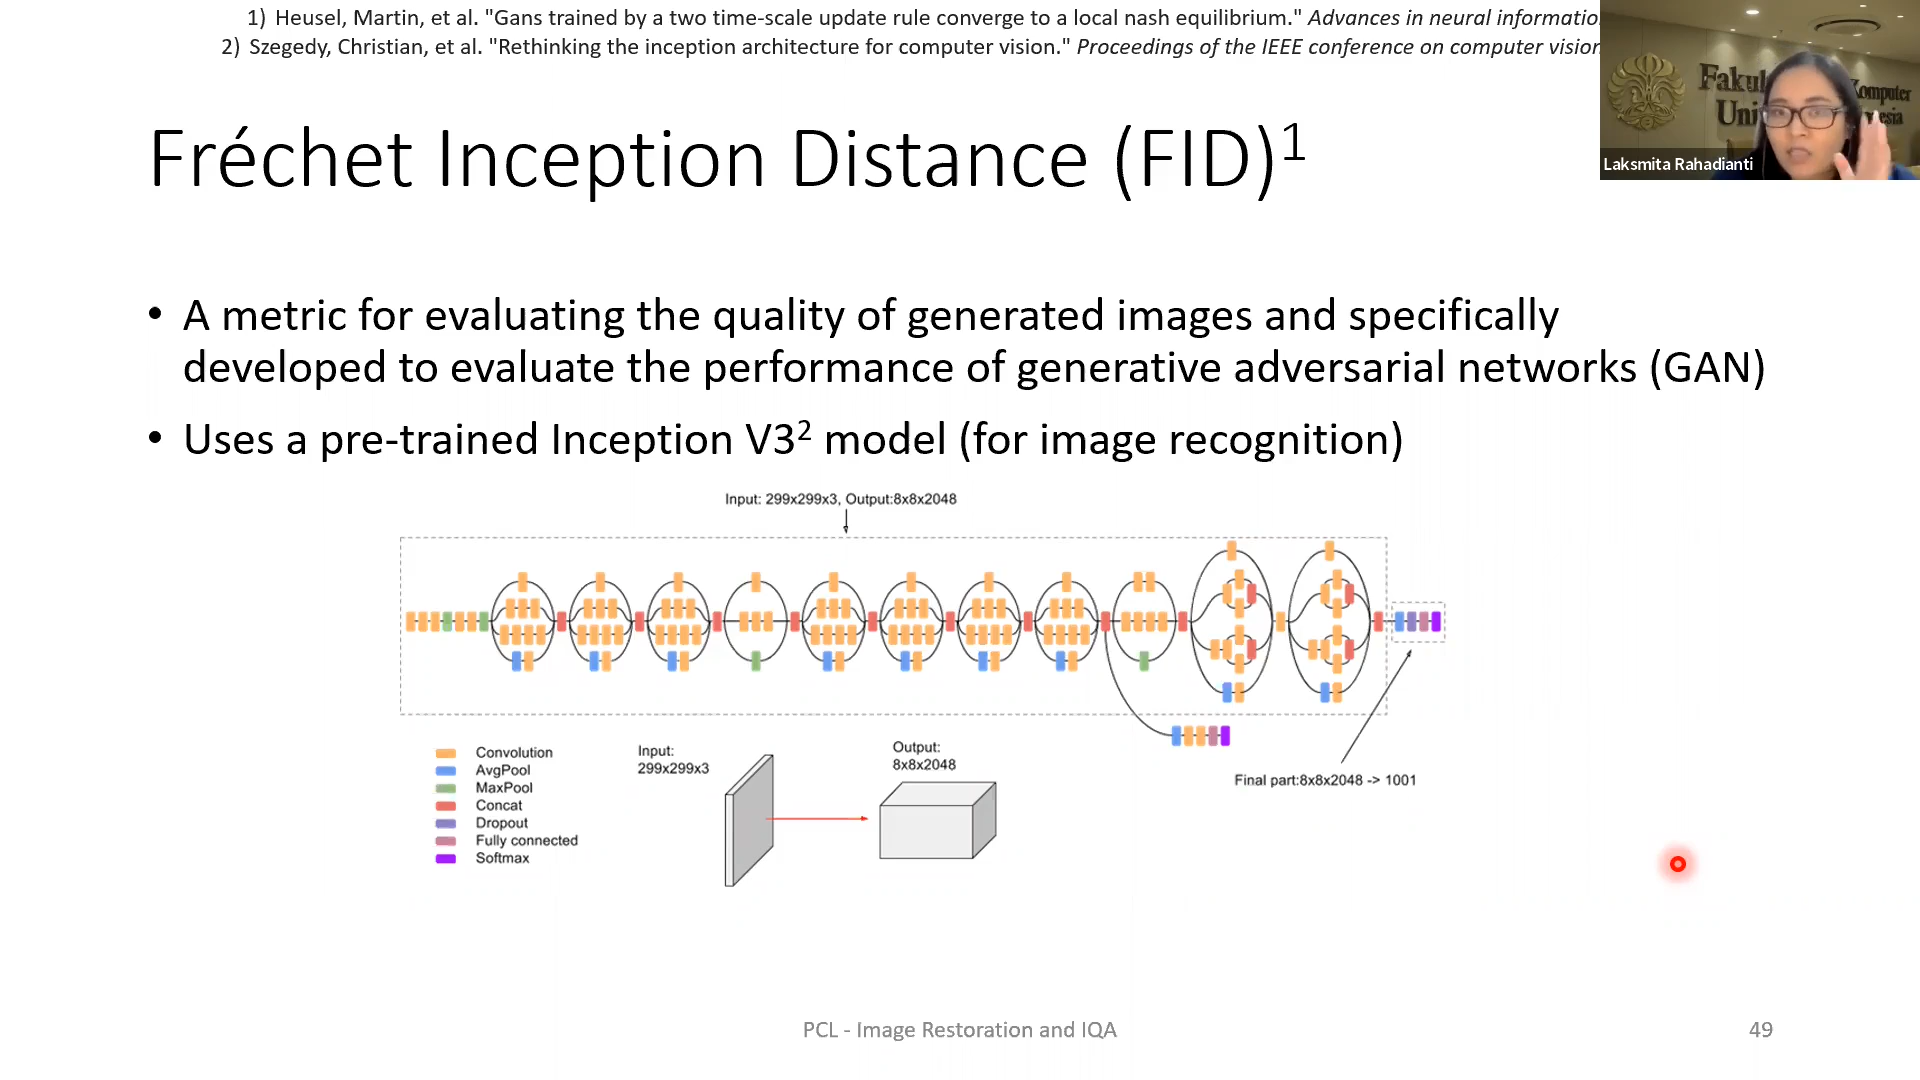 1) Heusel, Martin, et al. "Gans trained by a two time-scale update rule converge to a local nash equilibrium." Advances in neural
2) Szegedy, Christian, et al. "Rethinking the inception architecture for computer vision." Proceedings of the IEEE conference on computer
Laksmita Rahadianti
Fréchet Inception Distance (FID)1
• A metric for evaluating the quality of generated images and specifically
developed to evaluate the performance of generative adversarial networks (GAN)
• Uses a pre-trained Inception V32 model (for image recognition)
Input: 299x299x3, Output:8x8x2048
Convolution
AvgPool
MaxPool
Concat
Dropout
Fully connected
Softmax
Input:
299x299x3
Output:
8x8x2048
Final part:8x8x2048 -> 1001
PCL - Image Restoration and IQA
49